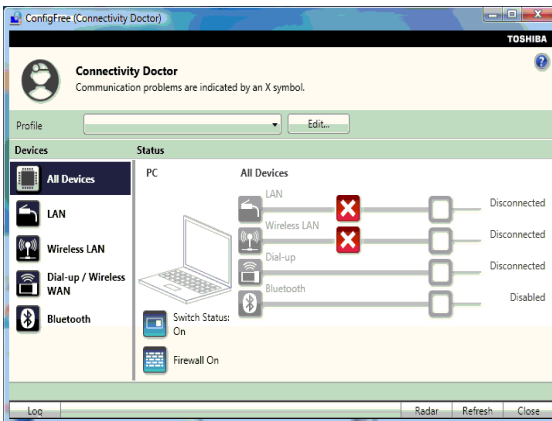 ConfigFree (Connectivity Doctor)
TOSHIBA
Connectivity Doctor
Communication problems are indicated by an X symbol.
Profile
Edit...
Devices
Status
All Devices
LAN
Wireless LAN
Dial-up / Wireless
WAN
Bluetooth
PC
Switch Status:
On
Firewall On
All Devices
LAN
Disconnected
Wireless LAN
Disconnected
Dial-up
Disconnected
Bluetooth
Disabled
Log
Radar
Refresh
Close